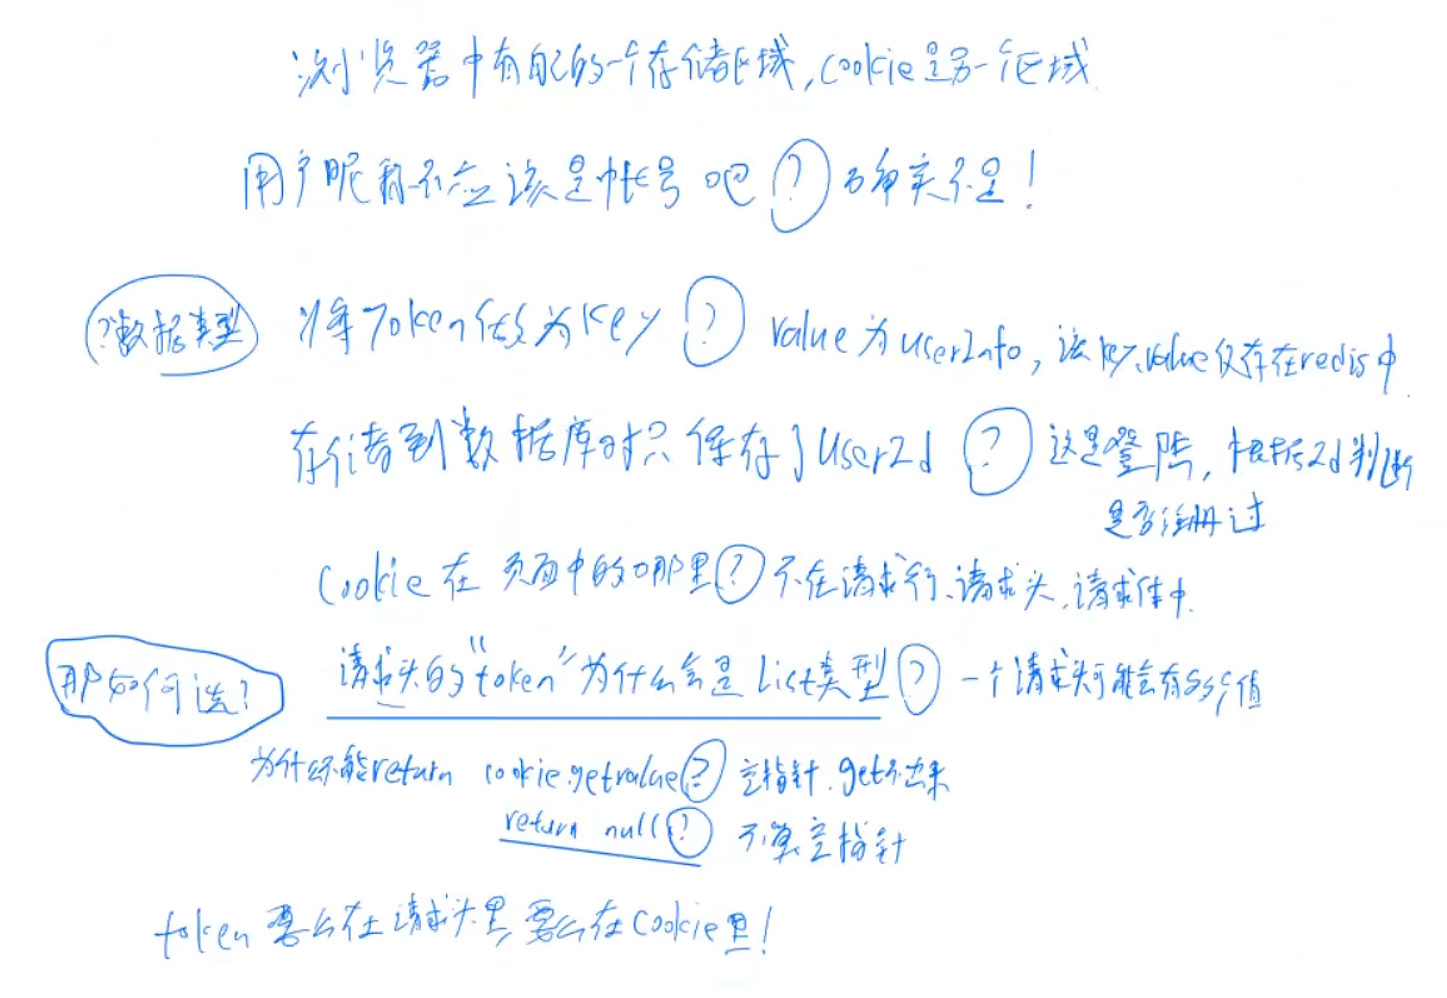 浏览器中有自己的一个存储区域,cookie是另一个区域
用户昵称不应该是帐号吧?确实不是!
?数据类型
将Token做为Key? value为UserInfo,该key,value仅存在redis中
存储到数据库时只保存了UserId?这是登陆,根据Id判断
是否注册过
Cookie在页面中的哪里?不在请求行、请求头、请求体中
那如何选?
请求头的"token"为什么会是List类型?一个请求头可能会有多个值
为什么不能return cookie.getvalue?空指针.get不出来
return null?不算空指针
token要么在请求头里,要么在Cookie里!